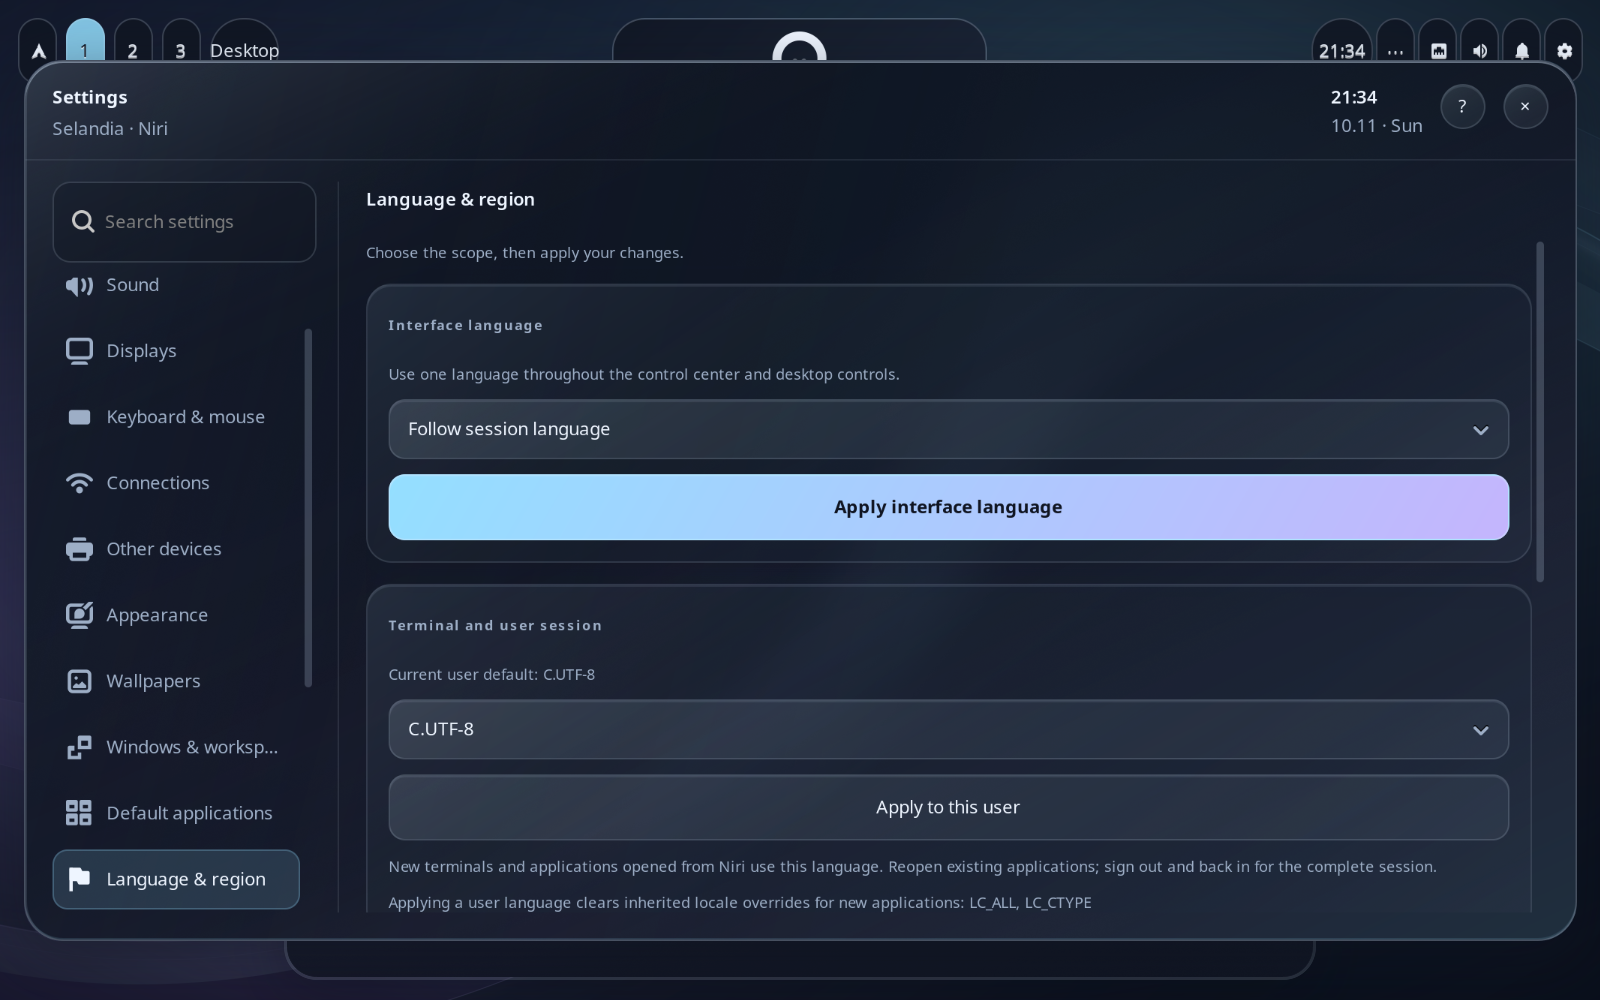 1
2
3
Desktop
21:34
...
Settings
Selandia · Niri
21:34
10.11 · Sun
?
×
Search settings
Sound
Displays
Keyboard & mouse
Connections
Other devices
Appearance
Wallpapers
Windows & worksp...
Default applications
Language & region
Language & region
Choose the scope, then apply your changes.
Interface language
Use one language throughout the control center and desktop controls.
Follow session language
Apply interface language
Terminal and user session
Current user default: C.UTF-8
C.UTF-8
Apply to this user
New terminals and applications opened from Niri use this language. Reopen existing applications; sign out and back in for the complete session.
Applying a user language clears inherited locale overrides for new applications: LC_ALL, LC_CTYPE